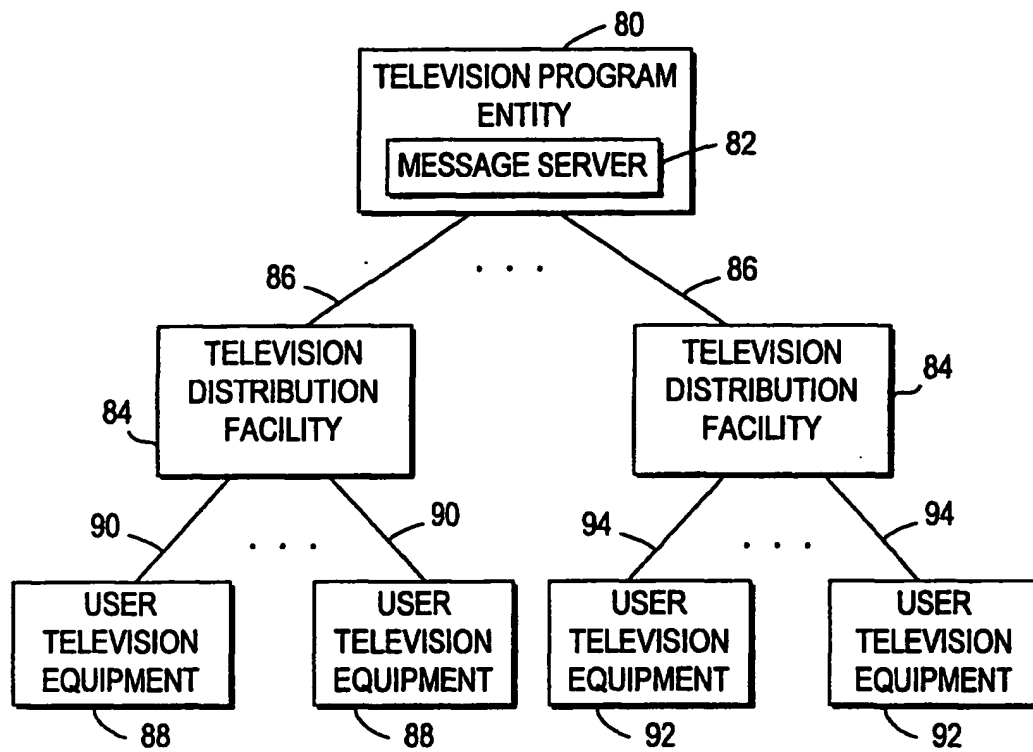 80
TELEVISION PROGRAM
ENTITY
82
MESSAGE SERVER
86
. . .
86
TELEVISION
DISTRIBUTION
FACILITY
84
TELEVISION
DISTRIBUTION
FACILITY
84
90
. . .
90
94
. . .
94
USER
TELEVISION
EQUIPMENT
88
USER
TELEVISION
EQUIPMENT
88
USER
TELEVISION
EQUIPMENT
92
USER
TELEVISION
EQUIPMENT
92